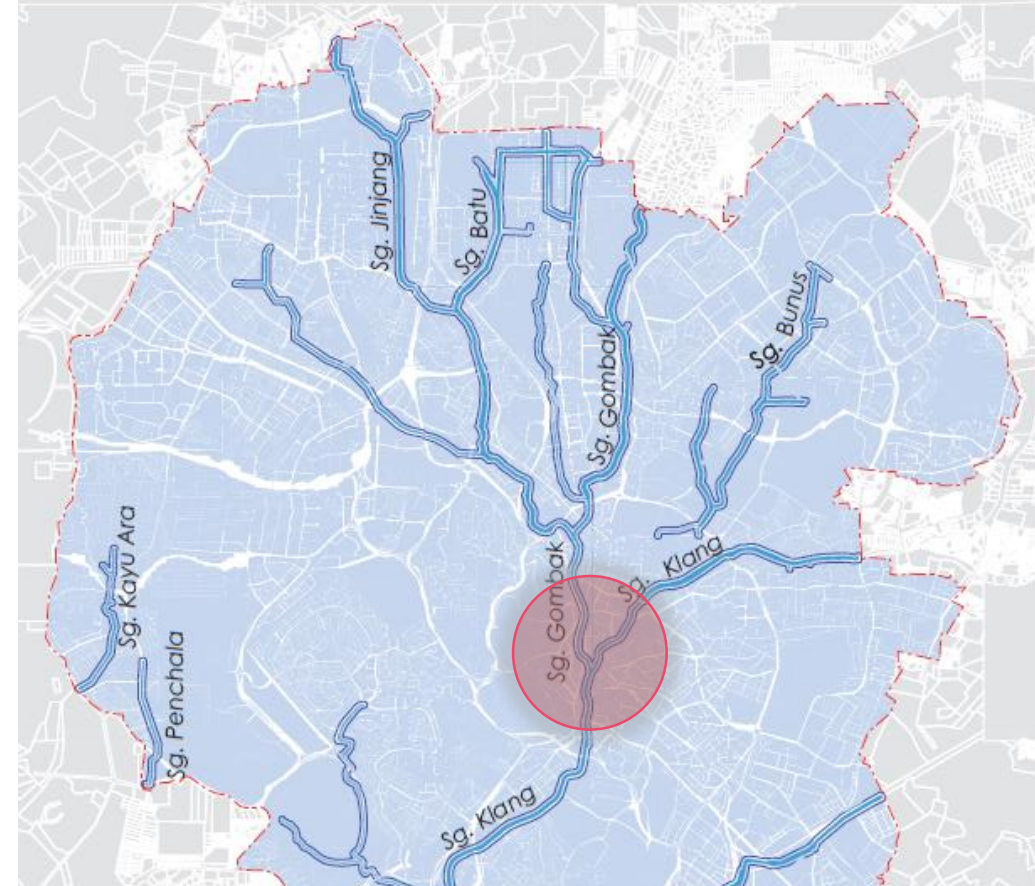 Sg. Jinjang
Sg. Batu
Sg. Gombak
Sg. Bunus
Sg. Kayu Ara
Sg. Penchala
Sg. Gombak
Sg. Klang
Sg. Klang